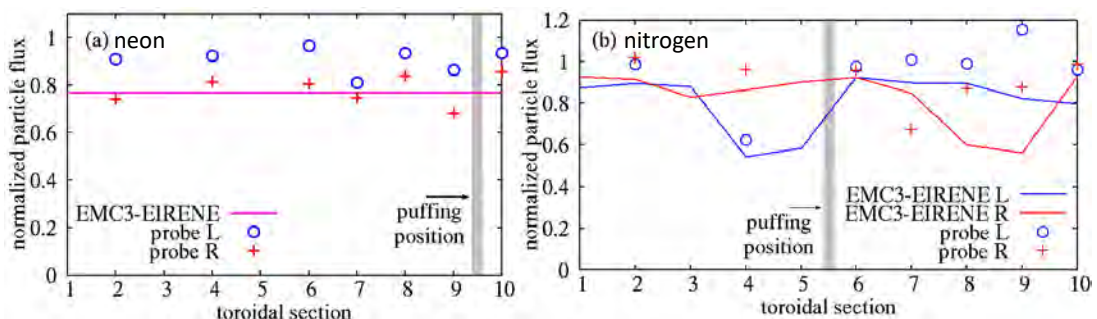 (a) neon
normalized particle flux
1
0.8
0.6
0.4
0.2
0
EMC3-EIRENE
probe L
probe R
puffing
position
1 2 3 4 5 6 7 8 9 10
toroidal section
(b) nitrogen
normalized particle flux
1.2
1
0.8
0.6
0.4
0.2
0
EMC3-EIRENE L
EMC3-EIRENE R
probe L
probe R
puffing
position
1 2 3 4 5 6 7 8 9 10
toroidal section